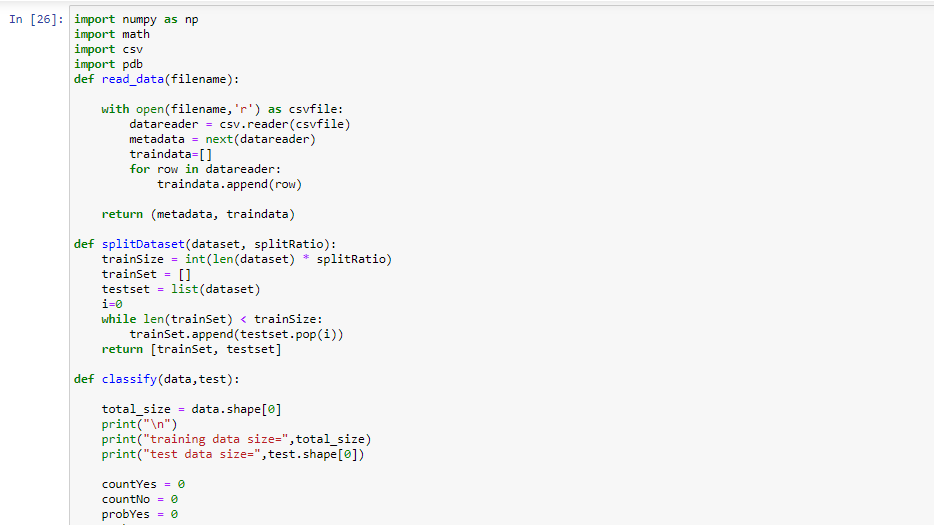 In [26]: import numpy as np
import math
import csv
import pdb
def read_data(filename):
with open(filename,'r') as csvfile:
datareader = csv.reader(csvfile)
metadata = next(datareader)
traindata=[]
for row in datareader:
traindata.append(row)
return (metadata, traindata)
def splitDataset(dataset, splitRatio):
trainSize = int(len(dataset) * splitRatio)
trainSet = []
testset = list(dataset)
i=0
while len(trainSet) < trainSize:
trainSet.append(testset.pop(i))
return [trainSet, testset]
def classify(data,test):
total_size = data.shape[0]
print("\n")
print("training data size=",total_size)
print("test data size=",test.shape[0])
countYes = 0
countNo = 0
probYes = 0